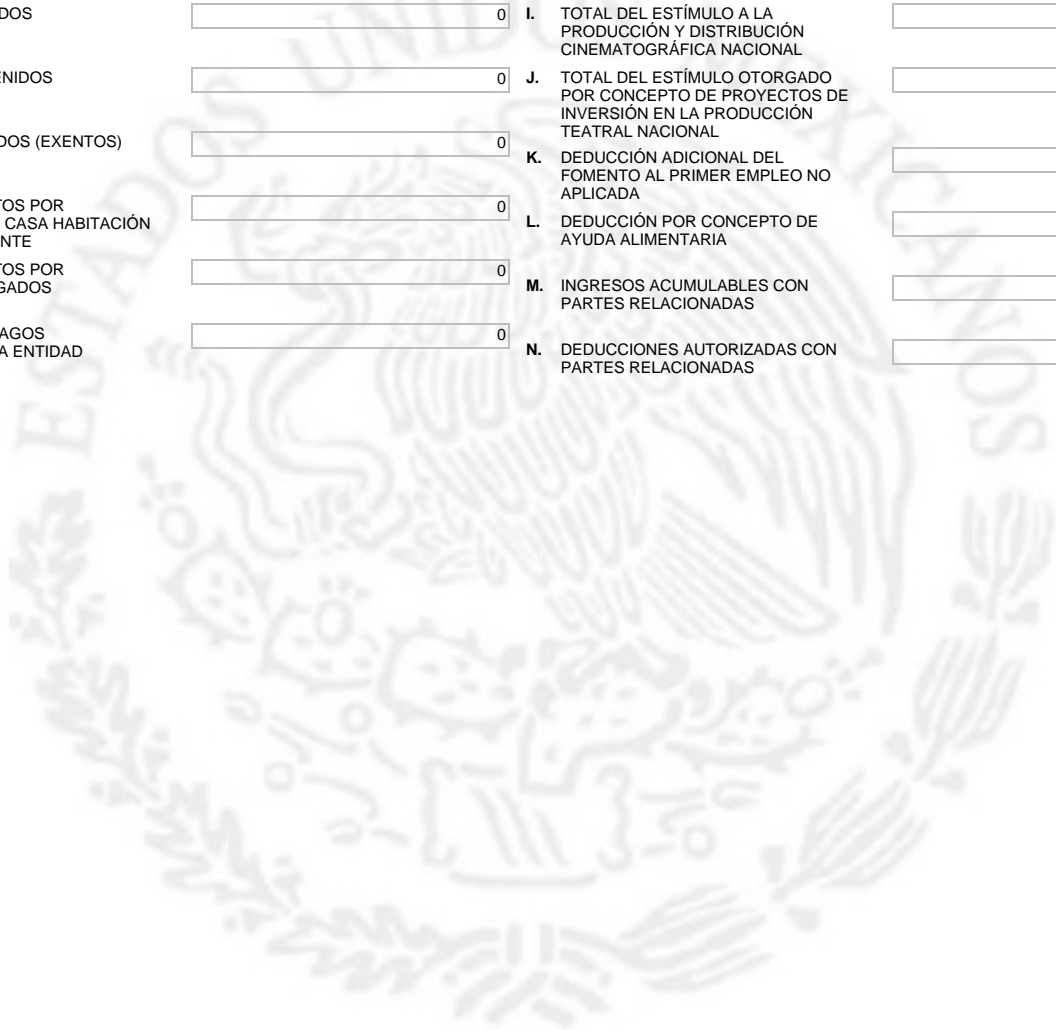 DOS
0
ENIDOS
0
DOS (EXENTOS)
0
TOS POR
CASA HABITACIÓN
NTE
0
TOS POR
GADOS
0
AGOS
A ENTIDAD
0
I. TOTAL DEL ESTÍMULO A LA
PRODUCCIÓN Y DISTRIBUCIÓN
CINEMATOGRÁFICA NACIONAL
J. TOTAL DEL ESTÍMULO OTORGADO
POR CONCEPTO DE PROYECTOS DE
INVERSIÓN EN LA PRODUCCIÓN
TEATRAL NACIONAL
K. DEDUCCIÓN ADICIONAL DEL
FOMENTO AL PRIMER EMPLEO NO
APLICADA
L. DEDUCCIÓN POR CONCEPTO DE
AYUDA ALIMENTARIA
M. INGRESOS ACUMULABLES CON
PARTES RELACIONADAS
N. DEDUCCIONES AUTORIZADAS CON
PARTES RELACIONADAS
ESTADOS UNIDOS MEXICANOS